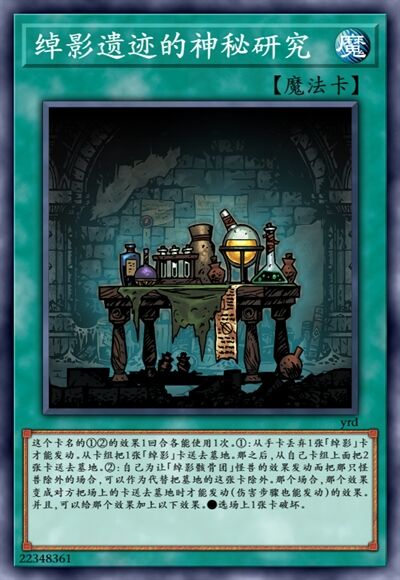 绰影遗迹的神秘研究
魔
【魔法卡】
yrd
这个卡名的①②的效果1回合各能使用1次。①:从手卡丢弃1张「绰影」卡
才能发动。从卡组把1张「绰影」卡送去墓地。那之后,从自己卡组上面把2
张卡送去墓地。②:自己为让「绰影骸骨团」怪兽的效果发动而把那只怪
兽除外的场合,可以作为代替把墓地的这张卡除外。那个场合,那个效果
变成对方把场上的卡送去墓地时才能发动(伤害步骤也能发动)的效果。
并且,可以给那个效果加上以下效果。●选场上1张卡破坏。
22348361